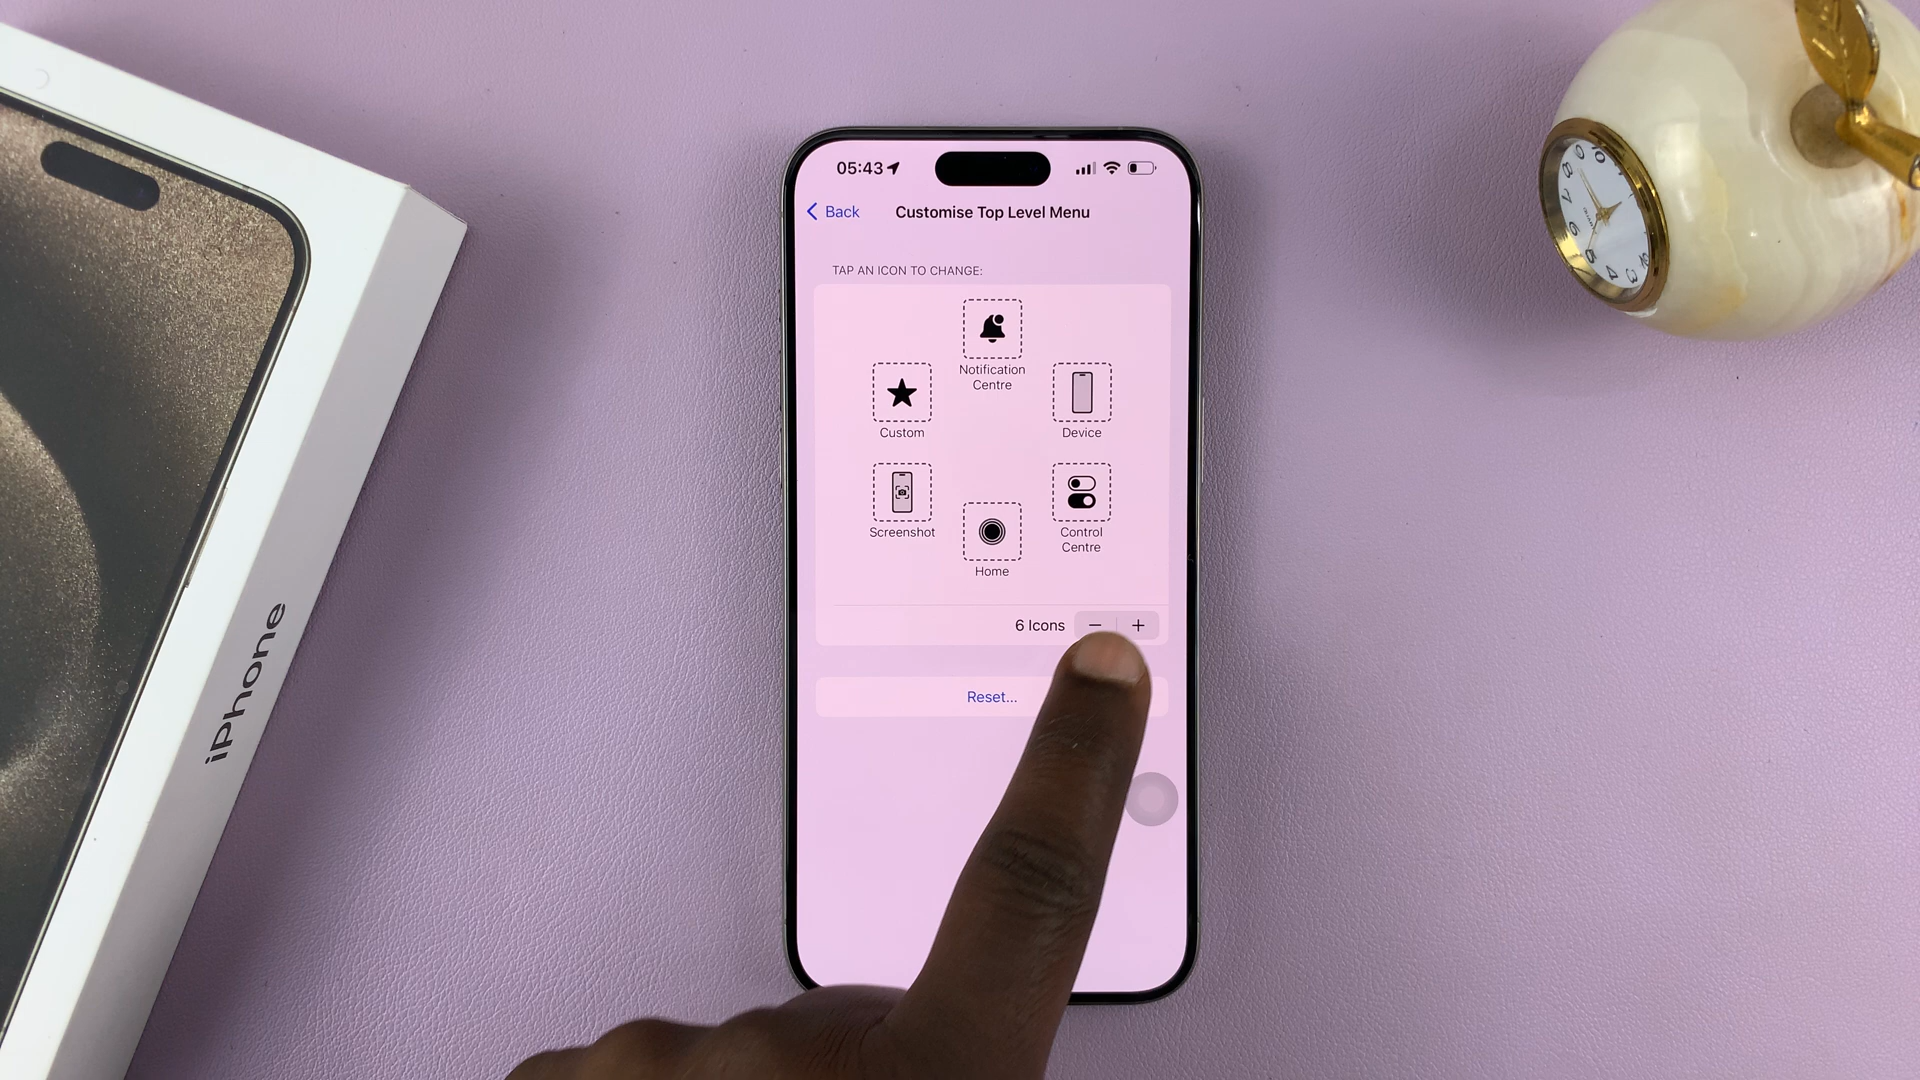 05:43
Back
Customise Top Level Menu
TAP AN ICON TO CHANGE:
Notification
Centre
Custom
Device
Screenshot
Control
Centre
Home
6 Icons
Reset...
iPhone